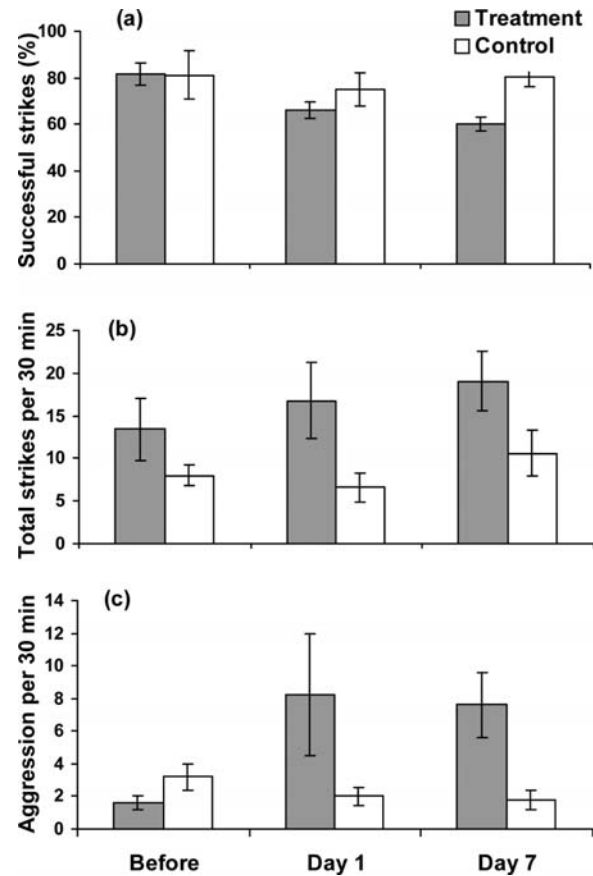 (a)
Treatment
Control
Successful strikes (%)
100
80
60
40
20
0
(b)
Total strikes per 30 min
25
20
15
10
5
0
(c)
Aggression per 30 min
14
12
10
8
6
4
2
0
Before
Day 1
Day 7